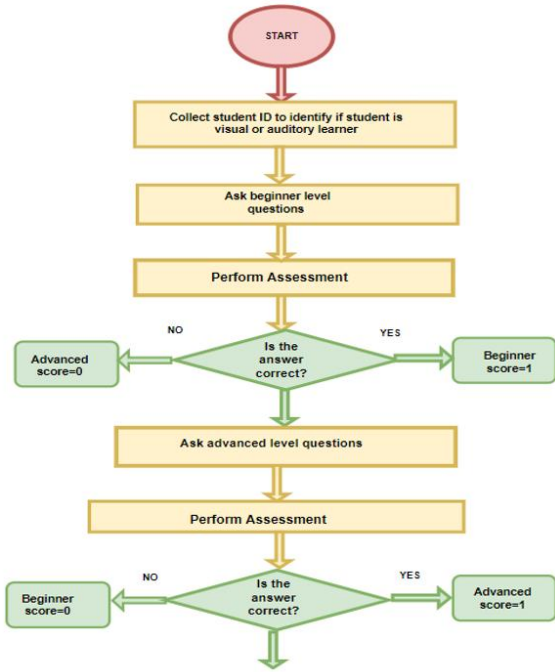 START
Collect student ID to identify if student is
visual or auditory learner
Ask beginner level
questions
Perform Assessment
NO
YES
Is the
answer
correct?
Advanced
score=0
Beginner
score=1
Ask advanced level questions
Perform Assessment
NO
YES
Is the
answer
correct?
Beginner
score=0
Advanced
score=1